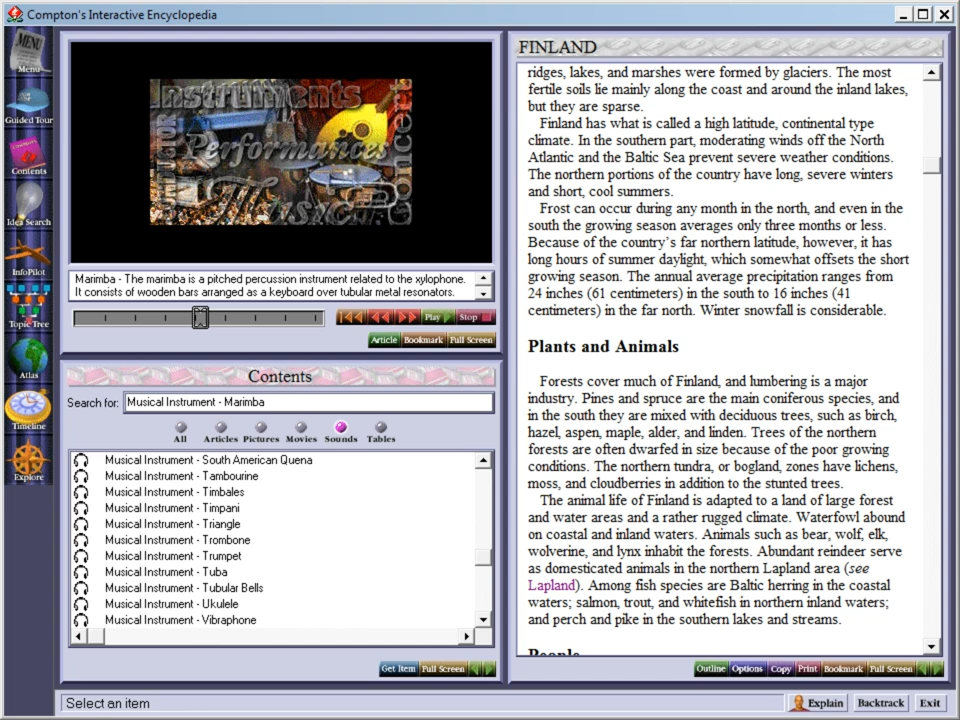 Compton's Interactive Encyclopedia
MENU
Menu
Guided Tour
Contents
Idea Search
InfoPilot
Topic Tree
Atlas
Timeline
Explore
Instruments
Performances
Music
Concert
Marimba - The marimba is a pitched percussion instrument related to the xylophone.
It consists of wooden bars arranged as a keyboard over tubular metal resonators.
Play
Stop
Article
Bookmark
Full Screen
Contents
Search for:
Musical Instrument - Marimba
All
Articles
Pictures
Movies
Sounds
Tables
Musical Instrument - South American Quena
Musical Instrument - Tambourine
Musical Instrument - Timbales
Musical Instrument - Timpani
Musical Instrument - Triangle
Musical Instrument - Trombone
Musical Instrument - Trumpet
Musical Instrument - Tuba
Musical Instrument - Tubular Bells
Musical Instrument - Ukulele
Musical Instrument - Vibraphone
Get Item
Full Screen
FINLAND
ridges, lakes, and marshes were formed by glaciers. The most
fertile soils lie mainly along the coast and around the inland lakes,
but they are sparse.
Finland has what is called a high latitude, continental type
climate. In the southern part, moderating winds off the North
Atlantic and the Baltic Sea prevent severe weather conditions.
The northern portions of the country have long, severe winters
and short, cool summers.
Frost can occur during any month in the north, and even in the
south the growing season averages only three months or less.
Because of the country's far northern latitude, however, it has
long hours of summer daylight, which somewhat offsets the short
growing season. The annual average precipitation ranges from
24 inches (61 centimeters) in the south to 16 inches (41
centimeters) in the far north. Winter snowfall is considerable.
Plants and Animals
Forests cover much of Finland, and lumbering is a major
industry. Pines and spruce are the main coniferous species, and
in the south they are mixed with deciduous trees, such as birch,
hazel, aspen, maple, alder, and linden. Trees of the northern
forests are often dwarfed in size because of the poor growing
conditions. The northern tundra, or bogland, zones have lichens,
moss, and cloudberries in addition to the stunted trees.
The animal life of Finland is adapted to a land of large forest
and water areas and a rather rugged climate. Waterfowl abound
on coastal and inland waters. Animals such as bear, wolf, elk,
wolverine, and lynx inhabit the forests. Abundant reindeer serve
as domesticated animals in the northern Lapland area (see
Lapland). Among fish species are Baltic herring in the coastal
waters; salmon, trout, and whitefish in northern inland waters;
and perch and pike in the southern lakes and streams.
People
Outline
Options
Copy
Print
Bookmark
Full Screen
Select an item
Explain
Backtrack
Exit